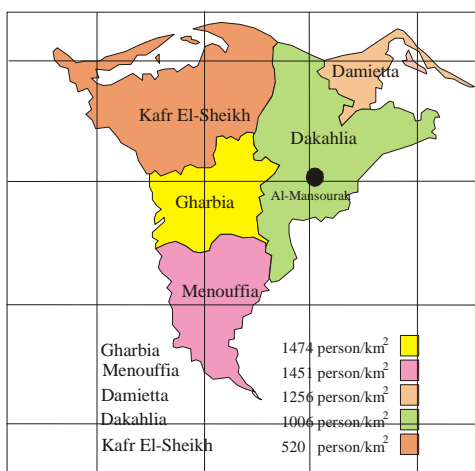 Damietta
Kafr El-Sheikh
Dakahlia
Al-Mansourah
Gharbia
Menouffia
Gharbia 1474 person/km²
Menouffia 1451 person/km²
Damietta 1256 person/km²
Dakahlia 1006 person/km²
Kafr El-Sheikh 520 person/km²